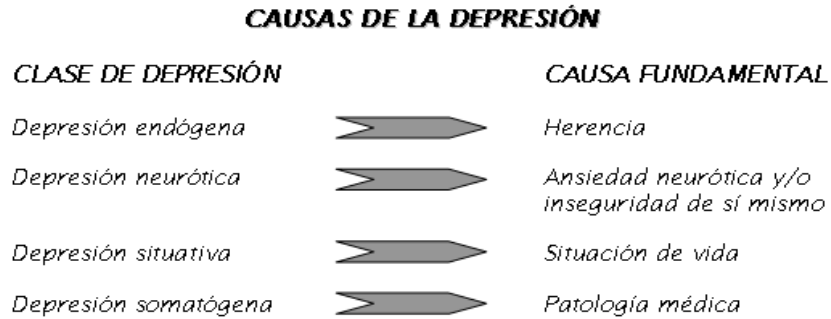 CAUSAS DE LA DEPRESIÓN
CLASE DE DEPRESIÓN CAUSA FUNDAMENTAL
Depresión endógena Herencia
Depresión neurótica Ansiedad neurótica y/o
inseguridad de sí mismo
Depresión situativa Situación de vida
Depresión somatógena Patología médica